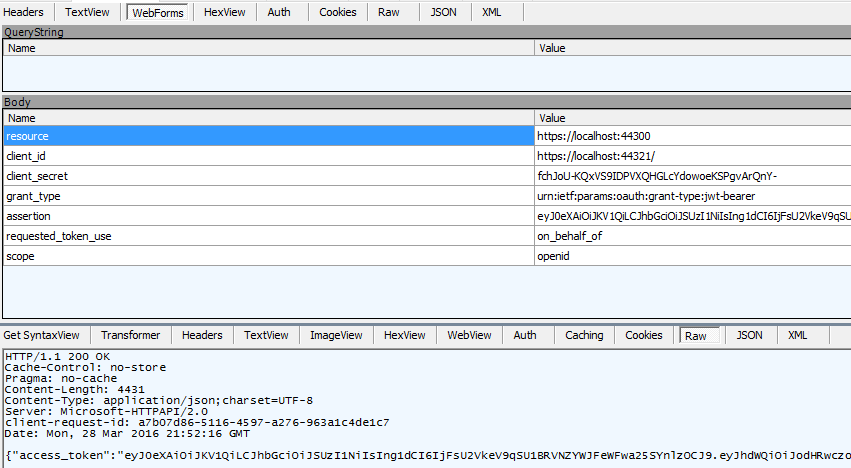 Headers TextView WebForms HexView Auth Cookies Raw JSON XML
QueryString
Name Value
Body
Name Value
resource https://localhost:44300
client_id https://localhost:44321/
client_secret fchJoU-KQxVS9IDPVXQHGLcYdowoeKSPgvArQnY-
grant_type urn:ietf:params:oauth:grant-type:jwt-bearer
assertion eyJ0eXAiOiJKV1QiLCJhbGciOiJSUzI1NiIsIng1dCI6IjFsU2VkeV9qSU
requested_token_use on_behalf_of
scope openid
Get SyntaxView Transformer Headers TextView ImageView HexView WebView Auth Caching Cookies Raw JSON XML
HTTP/1.1 200 OK
Cache-Control: no-store
Pragma: no-cache
Content-Length: 4431
Content-Type: application/json;charset=UTF-8
Server: Microsoft-HTTPAPI/2.0
client-request-id: a7b07d86-5116-4597-a276-963a1c4de1c7
Date: Mon, 28 Mar 2016 21:52:16 GMT
{"access_token":"eyJ0eXAiOiJKV1QiLCJhbGciOiJSUzI1NiIsIng1dCI6IjFsU2VkeV9qSU1BRVNZYWJFeWFwa25SYnlzOCJ9.eyJhdWQiOiJodHRwczo